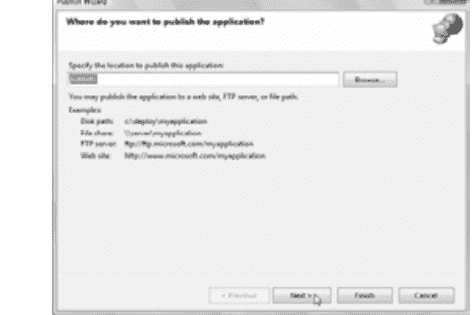 Publish Wizard
Where do you want to publish the application?
Specify the location to publish this application:
Browse...
You may publish the application to a web site, FTP server, or file path.
Examples:
Disk path: c:\deploy\myapplication
File share: \\server\myapplication
FTP server: ftp://ftp.microsoft.com/myapplication
Web site: http://www.microsoft.com/myapplication
< Previous
Next >
Finish
Cancel